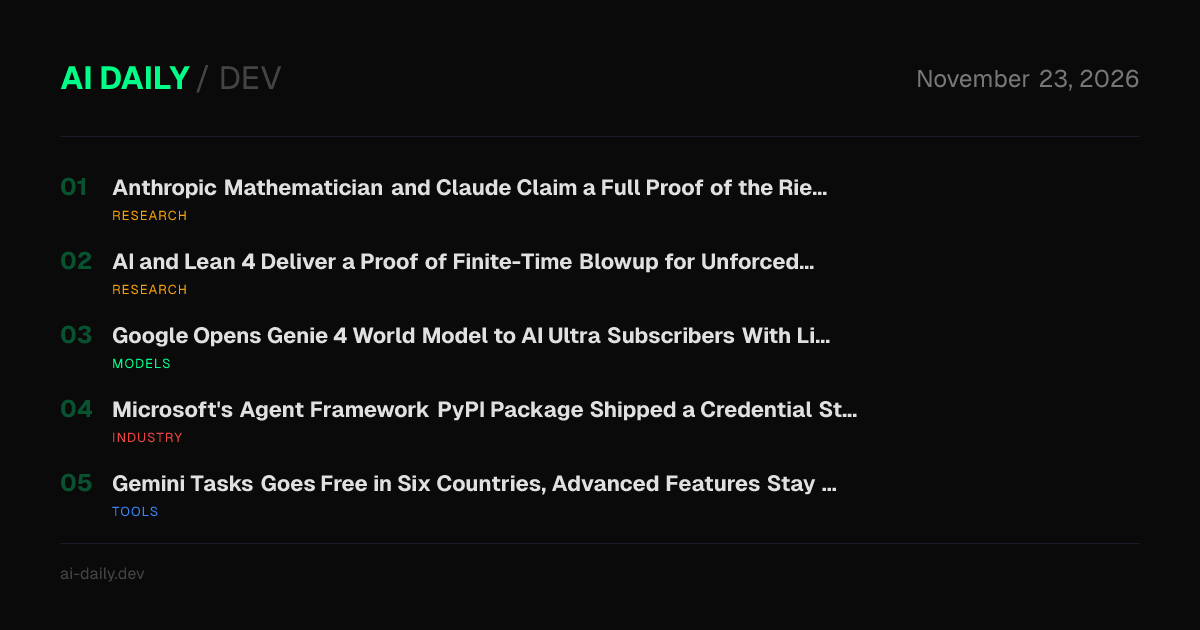 AI DAILY / DEV
November 23, 2026
01 Anthropic Mathematician and Claude Claim a Full Proof of the Rie...
RESEARCH
02 AI and Lean 4 Deliver a Proof of Finite-Time Blowup for Unforced...
RESEARCH
03 Google Opens Genie 4 World Model to AI Ultra Subscribers With Li...
MODELS
04 Microsoft's Agent Framework PyPI Package Shipped a Credential St...
INDUSTRY
05 Gemini Tasks Goes Free in Six Countries, Advanced Features Stay ...
TOOLS
ai-daily.dev